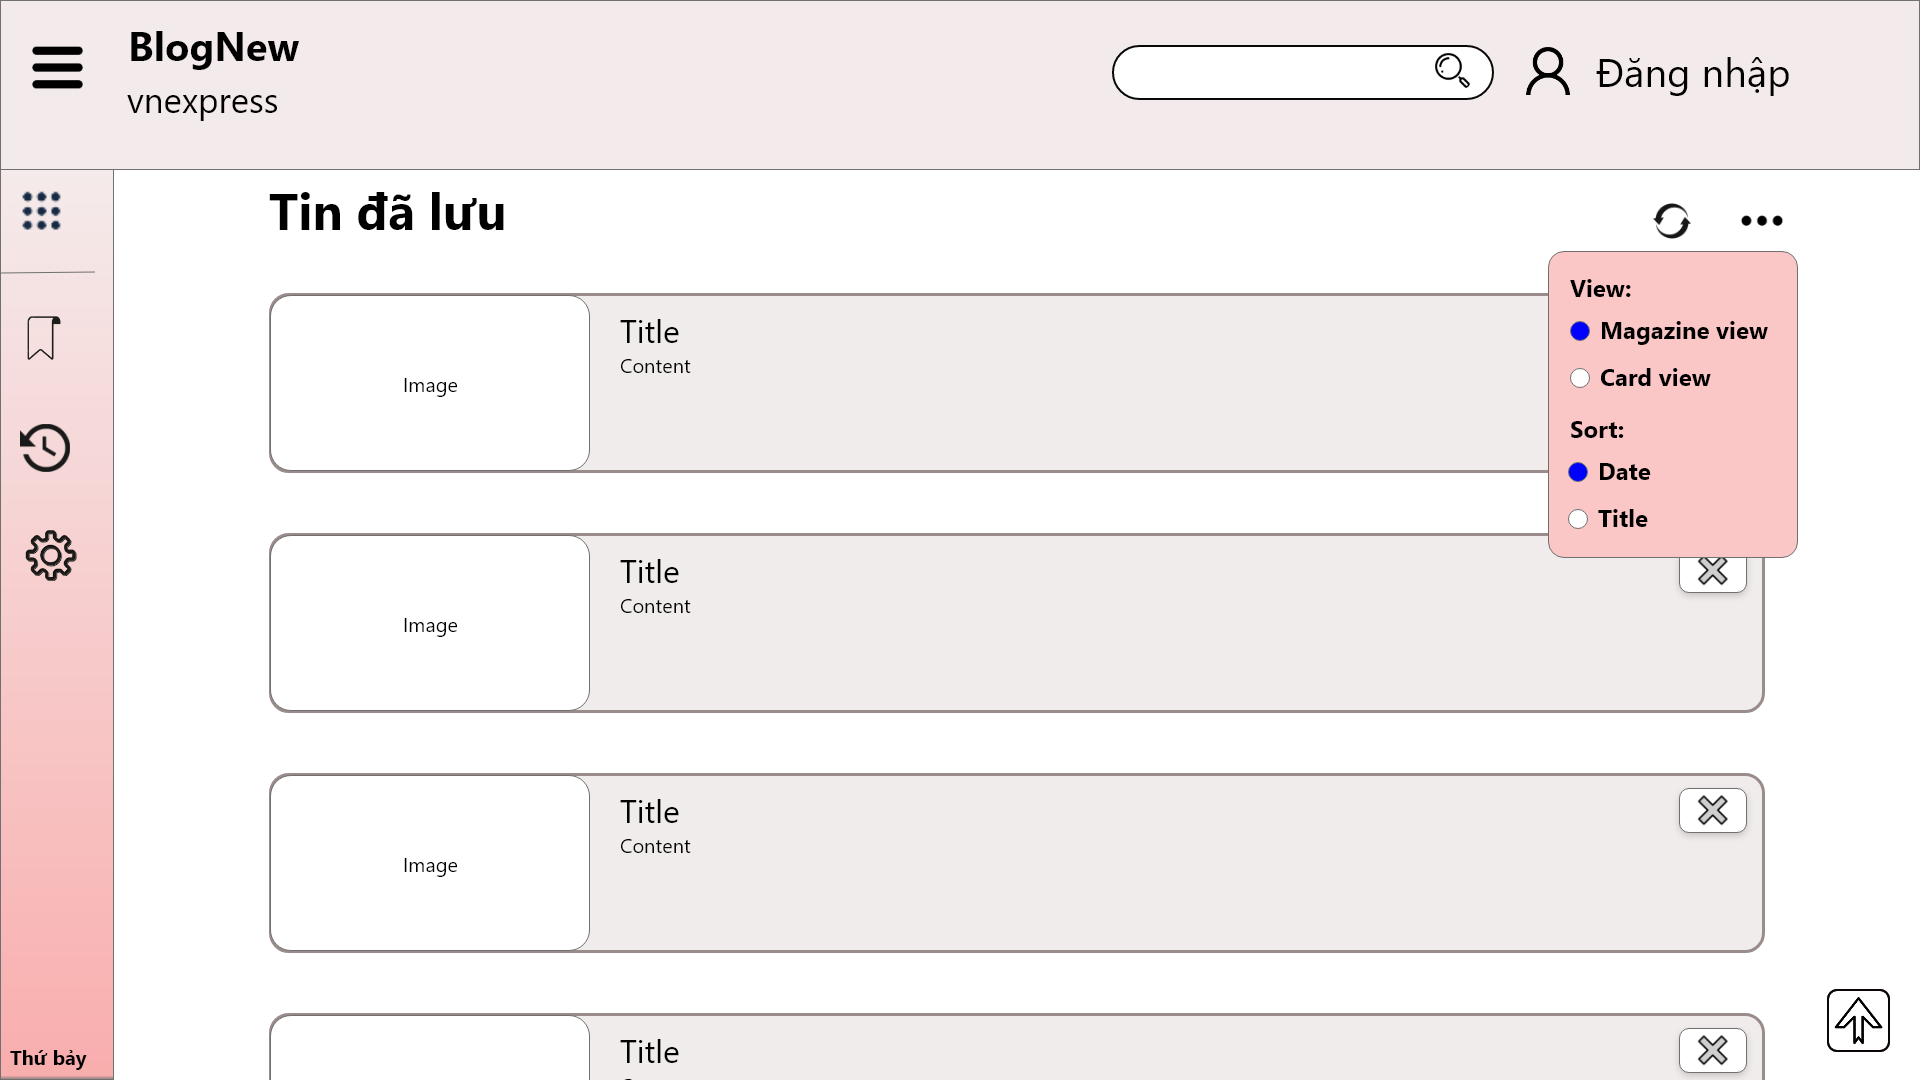 BlogNew
vnexpress
Đăng nhập
Tin đã lưu
View:
Magazine view
Card view
Sort:
Date
Title
Image
Title
Content
Image
Title
Content
Image
Title
Content
Title
Thứ bảy